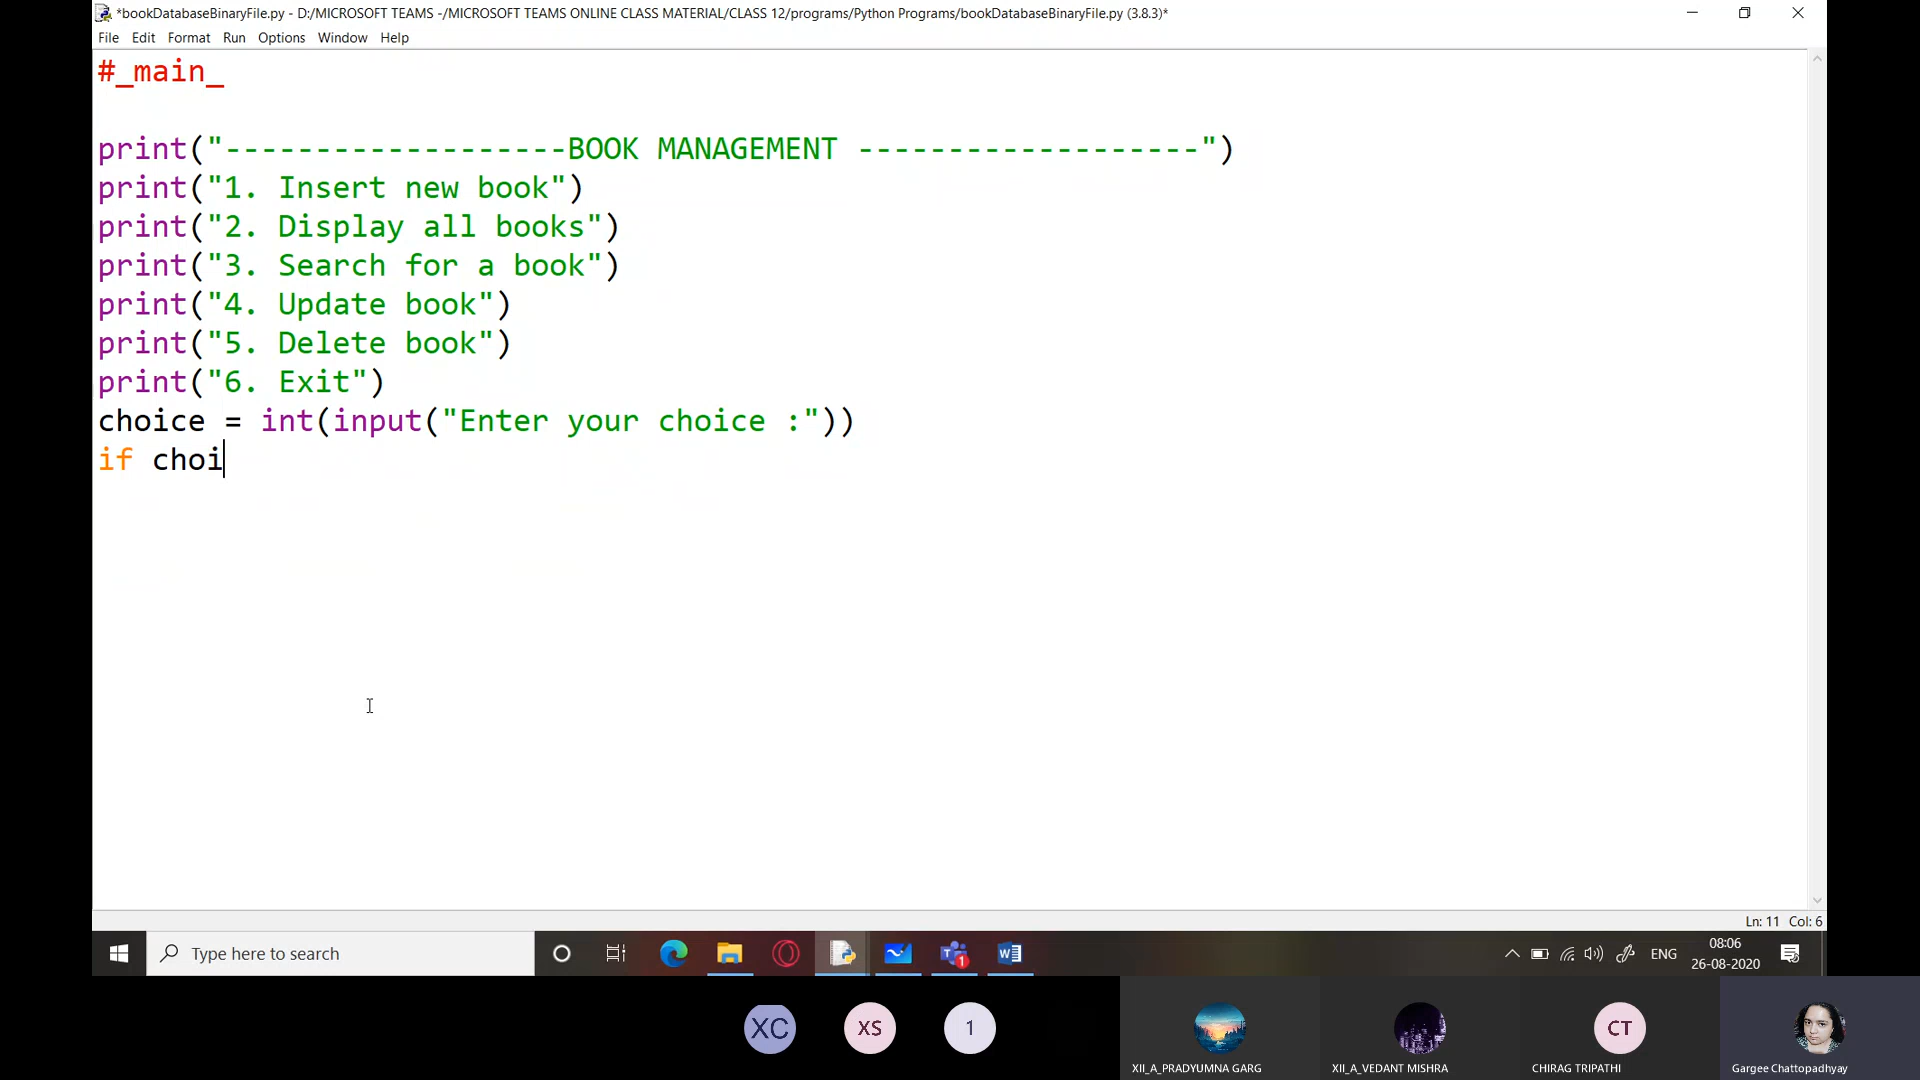 *bookDatabaseBinaryFile.py - D:/MICROSOFT TEAMS -/MICROSOFT TEAMS ONLINE CLASS MATERIAL/CLASS 12/programs/Python Programs/bookDatabaseBinaryFile.py (3.8.3)*
File Edit Format Run Options Window Help
#_main_
print("-------------------BOOK MANAGEMENT -------------------")
print("1. Insert new book")
print("2. Display all books")
print("3. Search for a book")
print("4. Update book")
print("5. Delete book")
print("6. Exit")
choice = int(input("Enter your choice :"))
if choi
Ln: 11 Col: 6
Type here to search
1
ENG
08:06
26-08-2020
XC
XS
1
CT
XII_A_PRADYUMNA GARG
XII_A_VEDANT MISHRA
CHIRAG TRIPATHI
Gargee Chattopadhyay